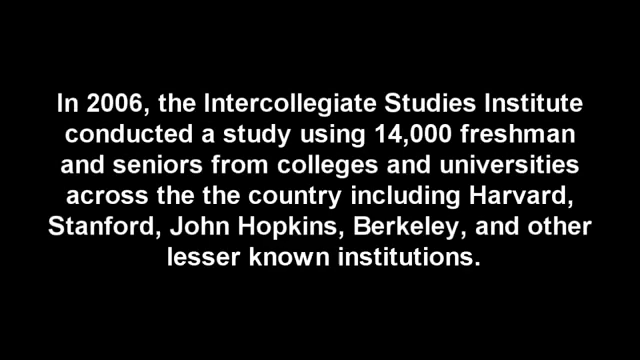 In 2006, the Intercollegiate Studies Institute
conducted a study using 14,000 freshman
and seniors from colleges and universities
across the the country including Harvard,
Stanford, John Hopkins, Berkeley, and other
lesser known institutions.